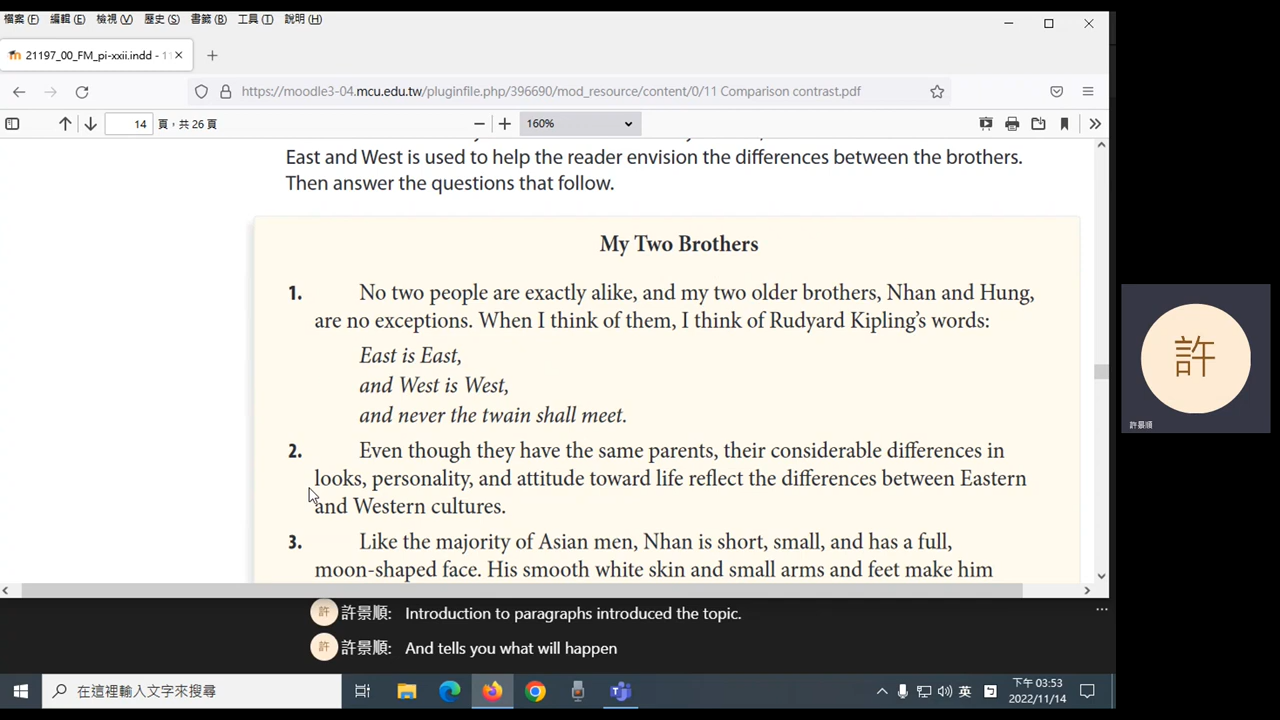 檔案(F) 編輯(E) 檢視(V) 歷史(S) 書籤(B) 工具(T) 說明(H)
21197_00_FM_pi-xxii.indd - 11
https://moodle3-04.mcu.edu.tw/pluginfile.php/396690/mod_resource/content/0/11 Comparison contrast.pdf
14 頁，共 26 頁
160%
East and West is used to help the reader envision the differences between the brothers.
Then answer the questions that follow.
My Two Brothers
1. No two people are exactly alike, and my two older brothers, Nhan and Hung,
are no exceptions. When I think of them, I think of Rudyard Kipling's words:
East is East,
and West is West,
and never the twain shall meet.
2. Even though they have the same parents, their considerable differences in
looks, personality, and attitude toward life reflect the differences between Eastern
and Western cultures.
3. Like the majority of Asian men, Nhan is short, small, and has a full,
moon-shaped face. His smooth white skin and small arms and feet make him
許
許景順
許 許景順: Introduction to paragraphs introduced the topic.
許 許景順: And tells you what will happen
在這裡輸入文字來搜尋
英
下午 03:53
2022/11/14